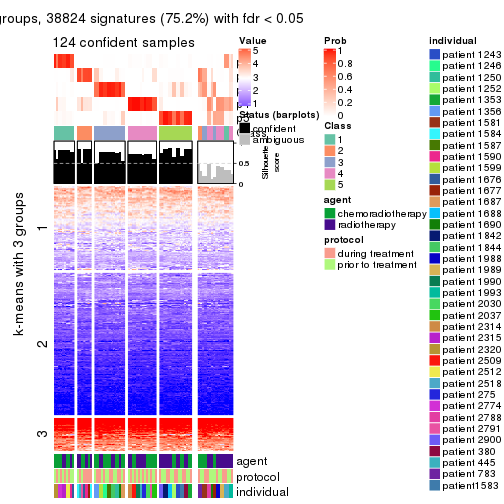 groups, 38824 signatures (75.2%) with fdr < 0.05
124 confident samples
k-means with 3 groups
1
2
3
agent
protocol
individual
Silhouette
score
1
0.5
0
Value
5
4
3
2
1
Status (barplots)
confident
ambiguous
Prob
1
0.8
0.6
0.4
0.2
0
Class
1
2
3
4
5
agent
chemoradiotherapy
radiotherapy
protocol
during treatment
prior to treatment
individual
patient 1243
patient 1246
patient 1250
patient 1252
patient 1353
patient 1356
patient 1581
patient 1584
patient 1587
patient 1590
patient 1599
patient 1676
patient 1677
patient 1687
patient 1688
patient 1690
patient 1842
patient 1844
patient 1988
patient 1989
patient 1990
patient 1993
patient 2030
patient 2037
patient 2314
patient 2315
patient 2320
patient 2509
patient 2512
patient 2518
patient 275
patient 2774
patient 2788
patient 2791
patient 2900
patient 380
patient 445
patient 783
patient1583